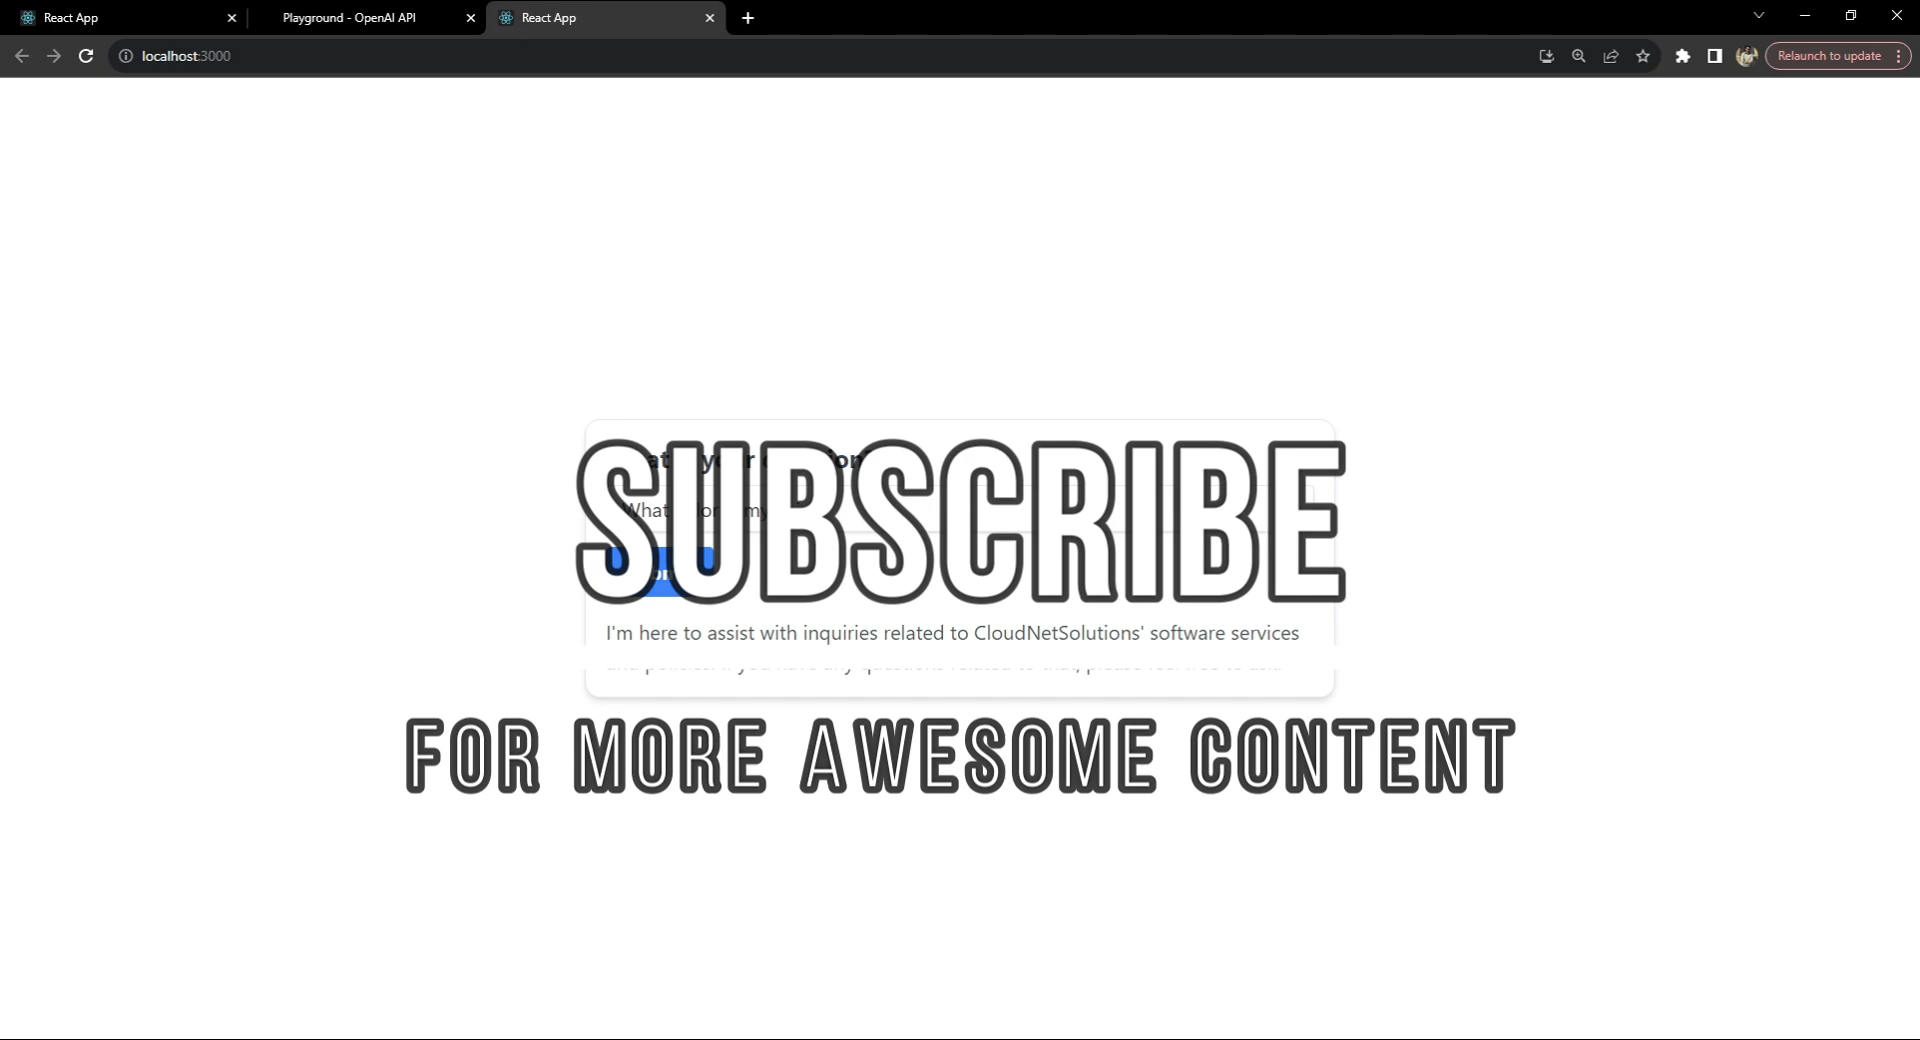 React App
Playground - OpenAI API
React App
localhost:3000
Relaunch to update
SUBSCRIBE
I'm here to assist with inquiries related to CloudNetSolutions' software services
FOR MORE AWESOME CONTENT